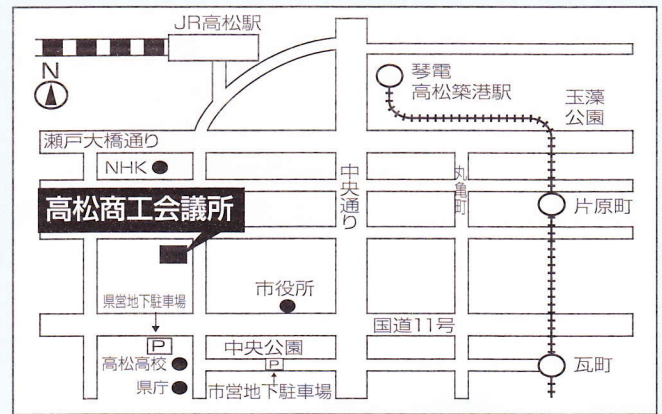 JR高松駅
N
琴電
高松築港駅
玉藻
公園
瀬戸大橋通り
NHK
中央通り
丸亀町
片原町
高松商工会議所
市役所
県営地下駐車場
国道11号
P
中央公園
高松高校
P
瓦町
県庁
市営地下駐車場